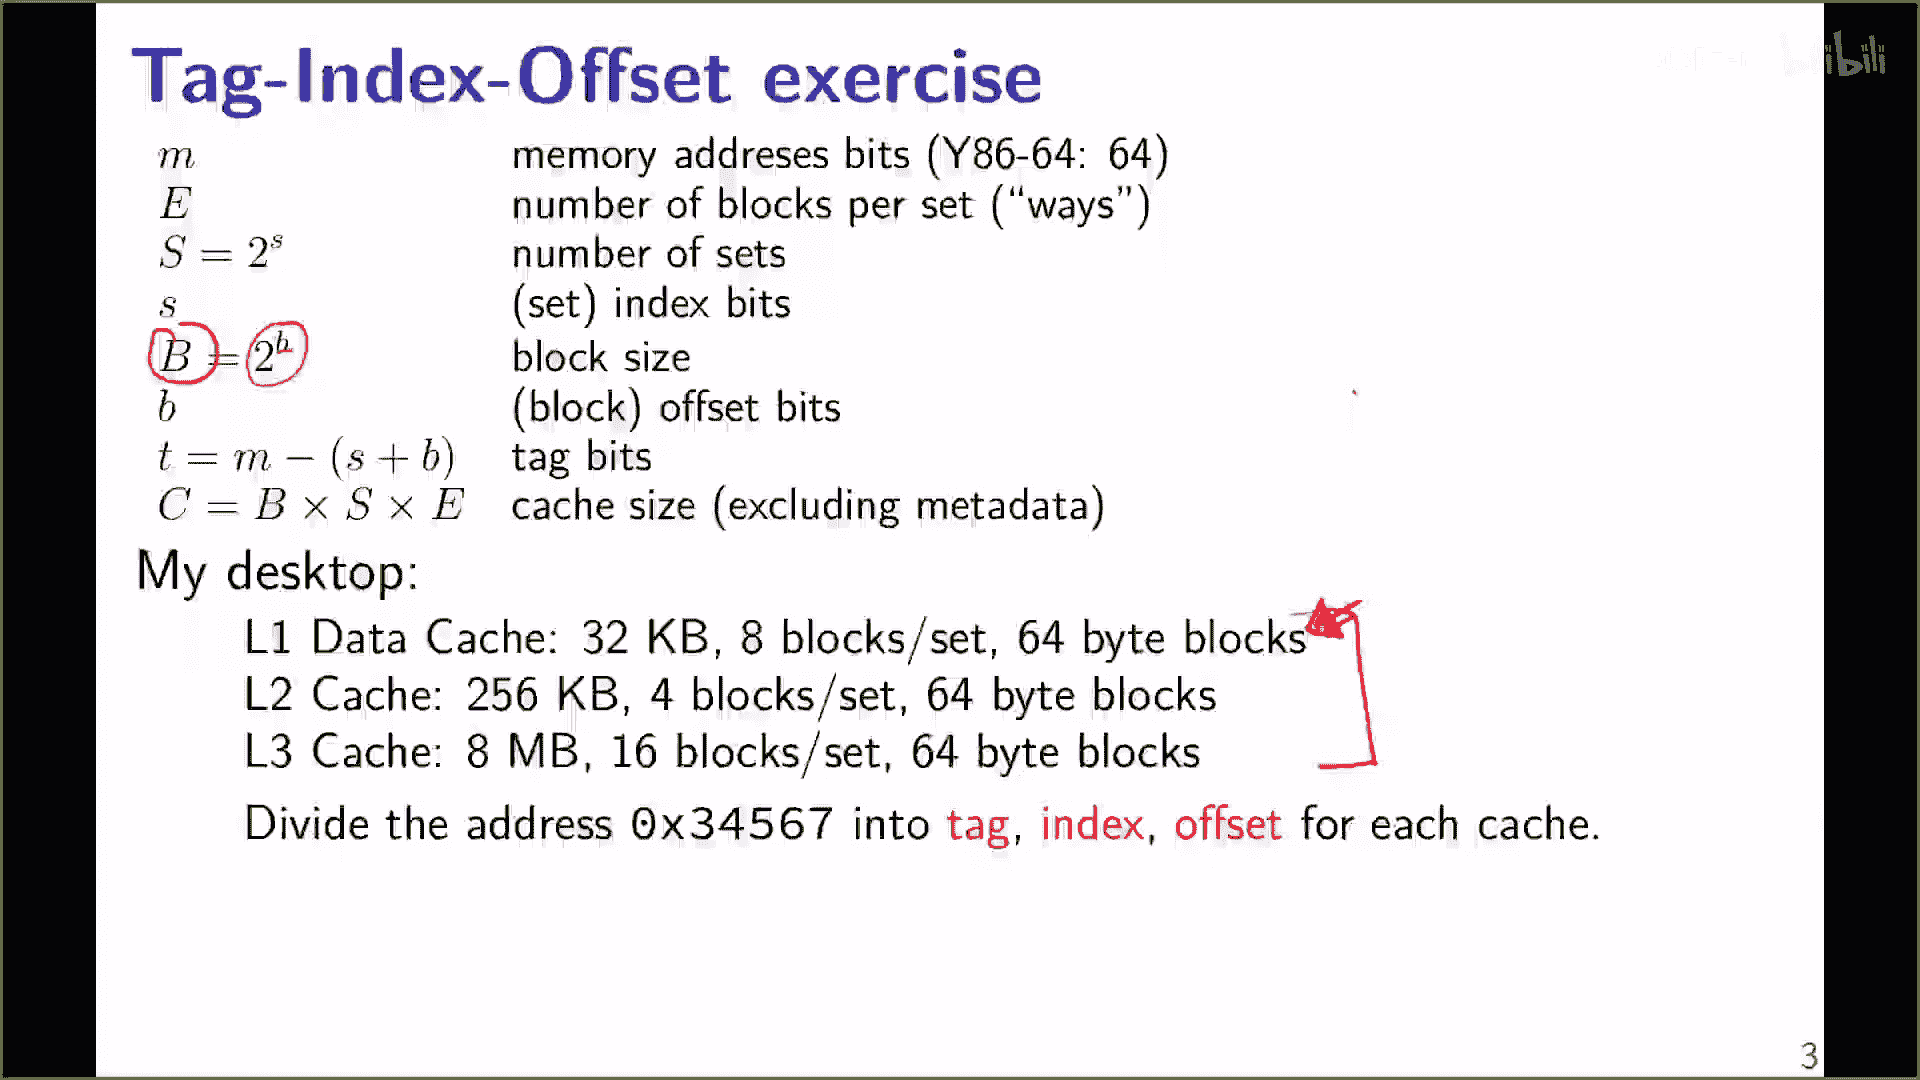 Tag-Index-Offset exercise
m memory addreses bits (Y86-64: 64)
E number of blocks per set (“ways”)
S = 2^s number of sets
s (set) index bits
B = 2^b block size
b (block) offset bits
t = m − (s + b) tag bits
C = B × S × E cache size (excluding metadata)
My desktop:
L1 Data Cache: 32 KB, 8 blocks/set, 64 byte blocks
L2 Cache: 256 KB, 4 blocks/set, 64 byte blocks
L3 Cache: 8 MB, 16 blocks/set, 64 byte blocks
Divide the address 0x34567 into tag, index, offset for each cache.
3
bilibili